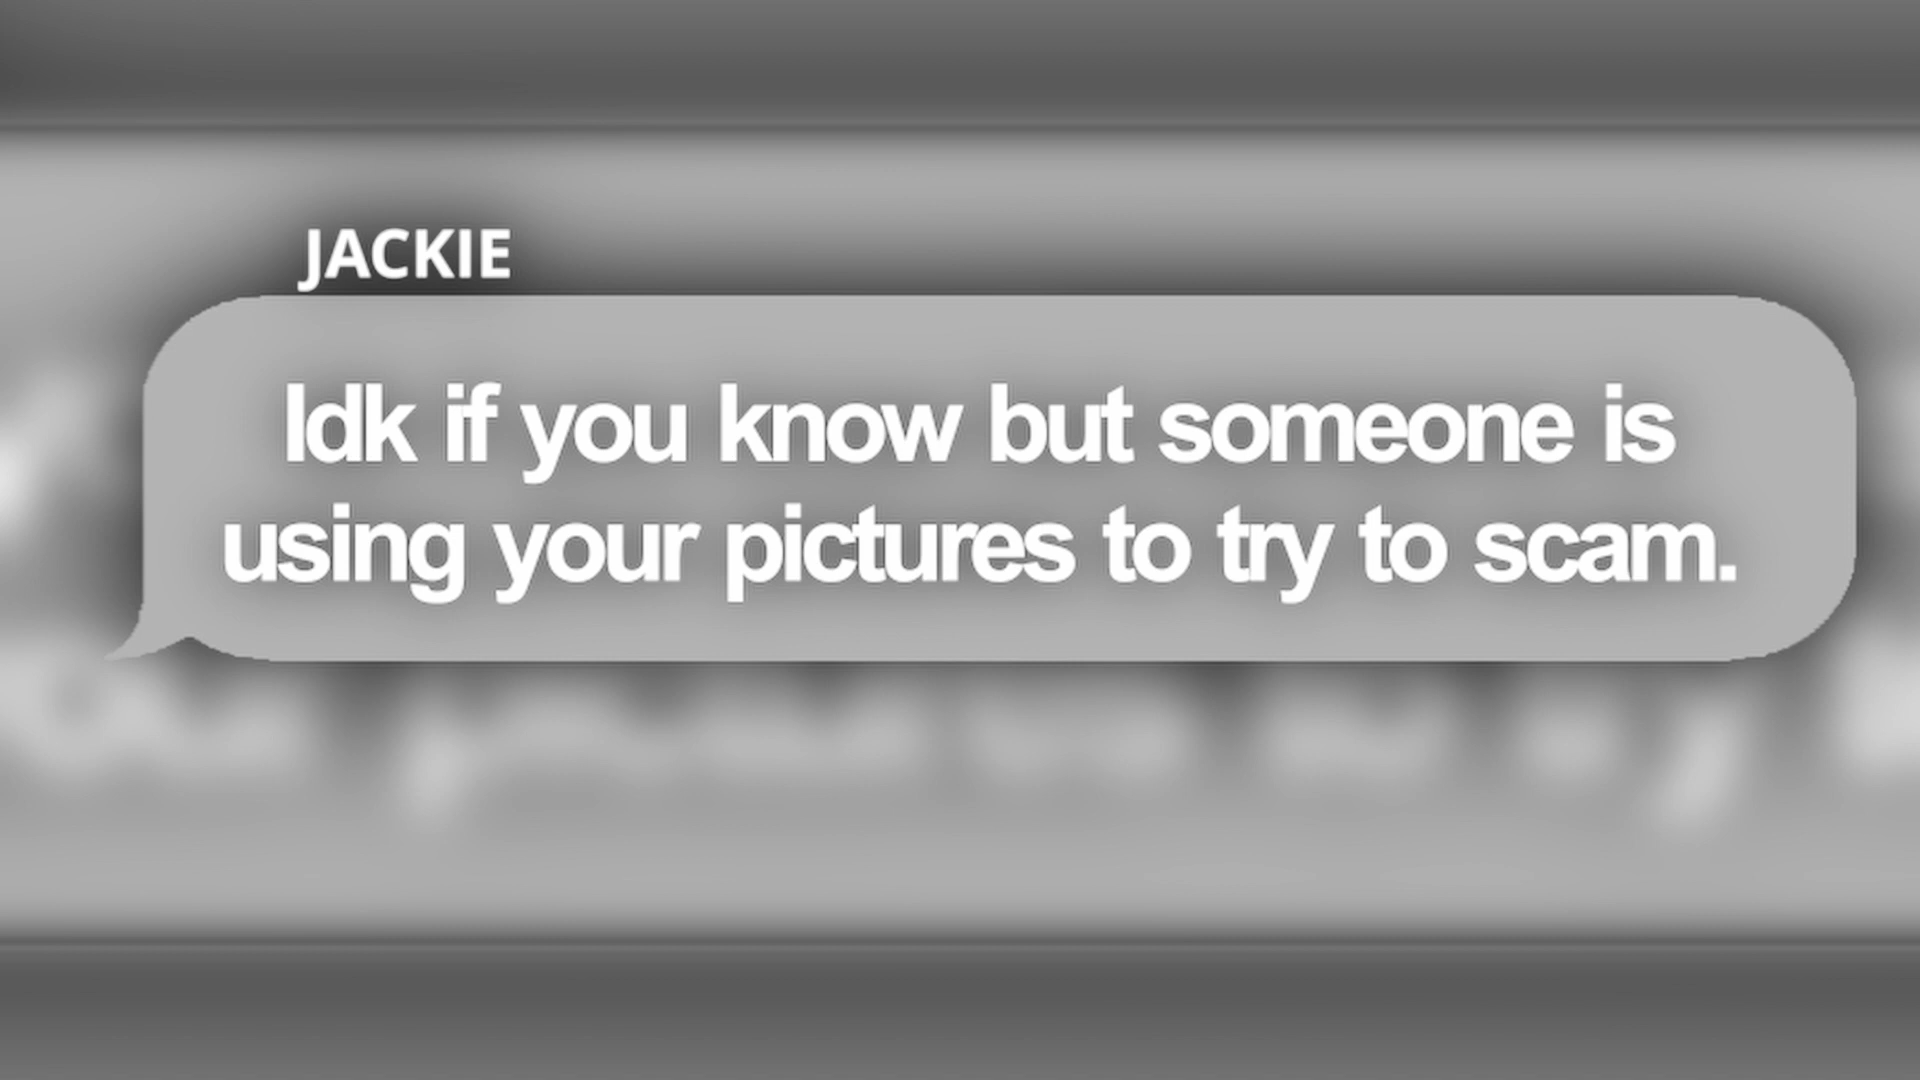 JACKIE
Idk if you know but someone is
using your pictures to try to scam.